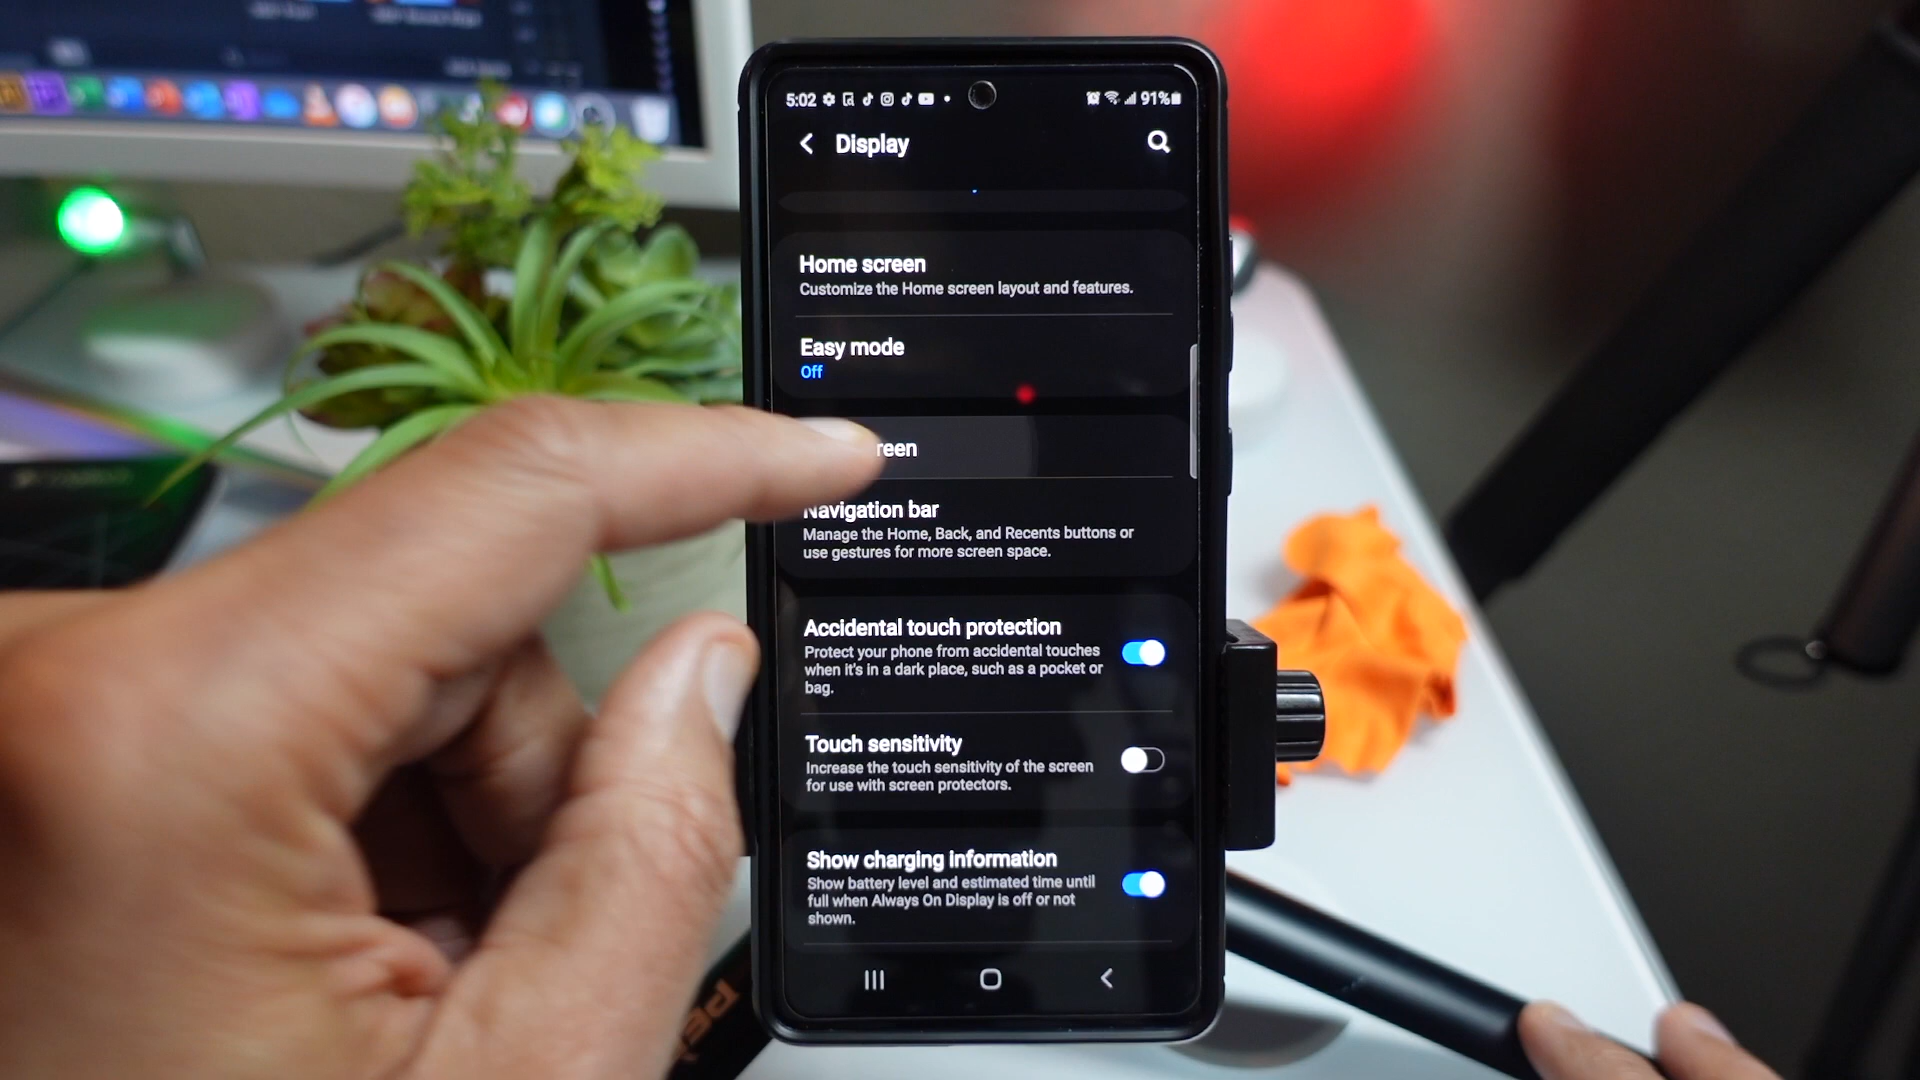 5:02
91%
Display
Home screen
Customize the Home screen layout and features.
Easy mode
Off
reen
Navigation bar
Manage the Home, Back, and Recents buttons or
use gestures for more screen space.
Accidental touch protection
Protect your phone from accidental touches
when it's in a dark place, such as a pocket or
bag.
Touch sensitivity
Increase the touch sensitivity of the screen
for use with screen protectors.
Show charging information
Show battery level and estimated time until
full when Always On Display is off or not
shown.